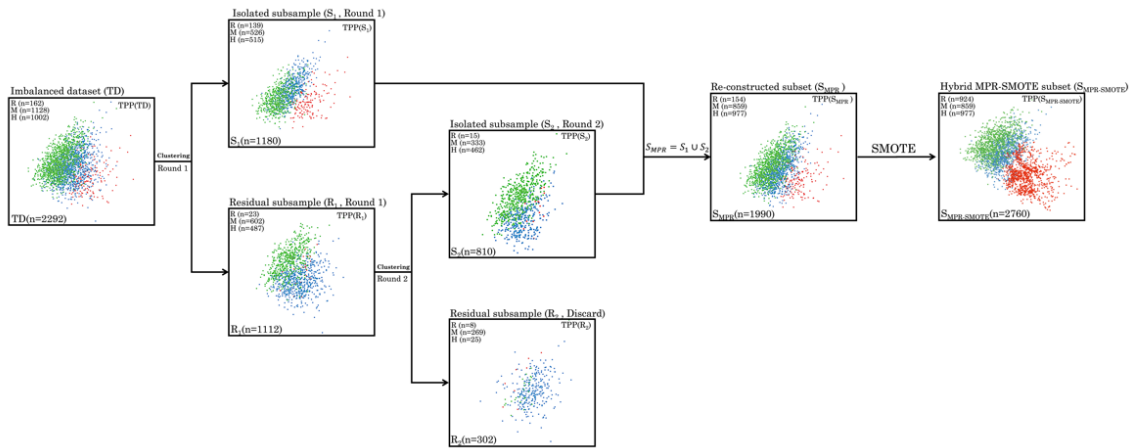 Imbalanced dataset (TD)
R (n=162)
M (n=1128)
H (n=1002)
TPP(TD)
TD(n=2292)
Clustering
Round 1
Isolated subsample (S1 , Round 1)
R (n=139)
M (n=526)
H (n=515)
TPP(S1)
S1(n=1180)
Residual subsample (R1 , Round 1)
R (n=23)
M (n=602)
H (n=487)
TPP(R1)
R1(n=1112)
Clustering
Round 2
Isolated subsample (S2 , Round 2)
R (n=15)
M (n=333)
H (n=462)
TPP(S2)
S2(n=810)
Residual subsample (R2 , Discard)
R (n=8)
M (n=269)
H (n=25)
TPP(R2)
R2(n=302)
SMPR = S1 ∪ S2
Re-constructed subset (SMPR)
R (n=154)
M (n=859)
H (n=977)
TPP(SMPR )
SMPR(n=1990)
SMOTE
Hybrid MPR-SMOTE subset (SMPR-SMOTE)
R (n=924)
M (n=859)
H (n=977)
TPP(SMPR-SMOTE)
SMPR-SMOTE(n=2760)